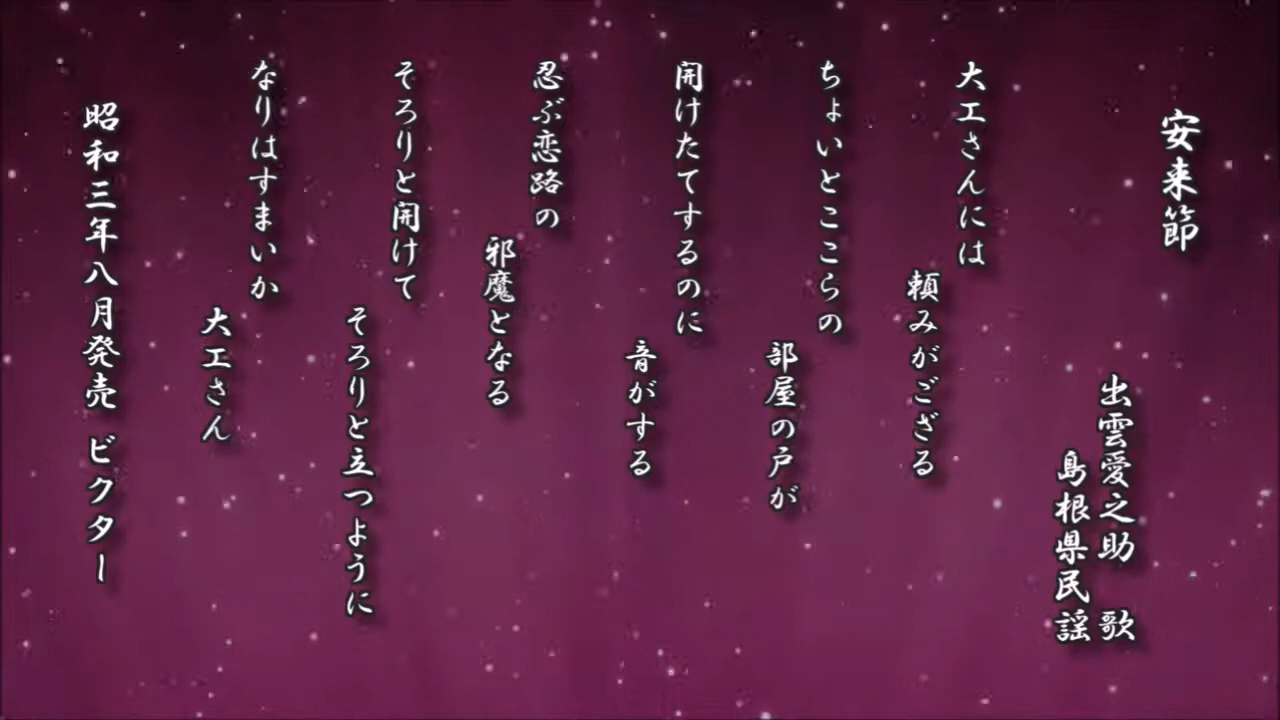 安来節
出雲愛之助 歌
島根県民謡
大工さんには
頼みがござる
ちょいとここらの
部屋の戸が
開けたてするのに
音がする
忍ぶ恋路の
邪魔となる
そろりと開けて
そろりと立つように
なりはすまいか
大工さん
昭和三年八月発売 ビクター